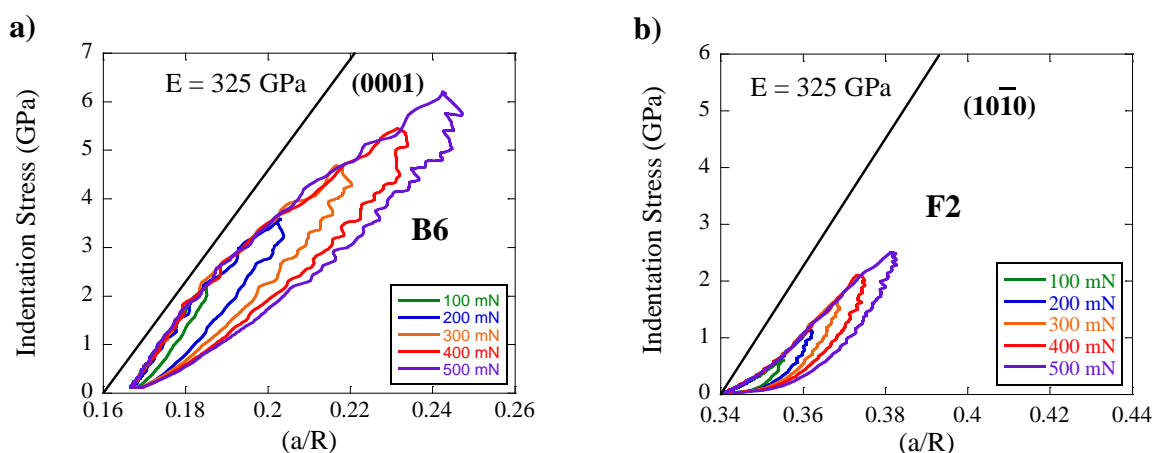 a)
Indentation Stress (GPa)
7
6
5
4
3
2
1
0
E = 325 GPa
(0001)
B6
100 mN
200 mN
300 mN
400 mN
500 mN
0.16
0.18
0.2
0.22
0.24
0.26
(a/R)
b)
Indentation Stress (GPa)
6
5
4
3
2
1
0
E = 325 GPa
(101̅0)
F2
100 mN
200 mN
300 mN
400 mN
500 mN
0.34
0.36
0.38
0.4
0.42
0.44
(a/R)